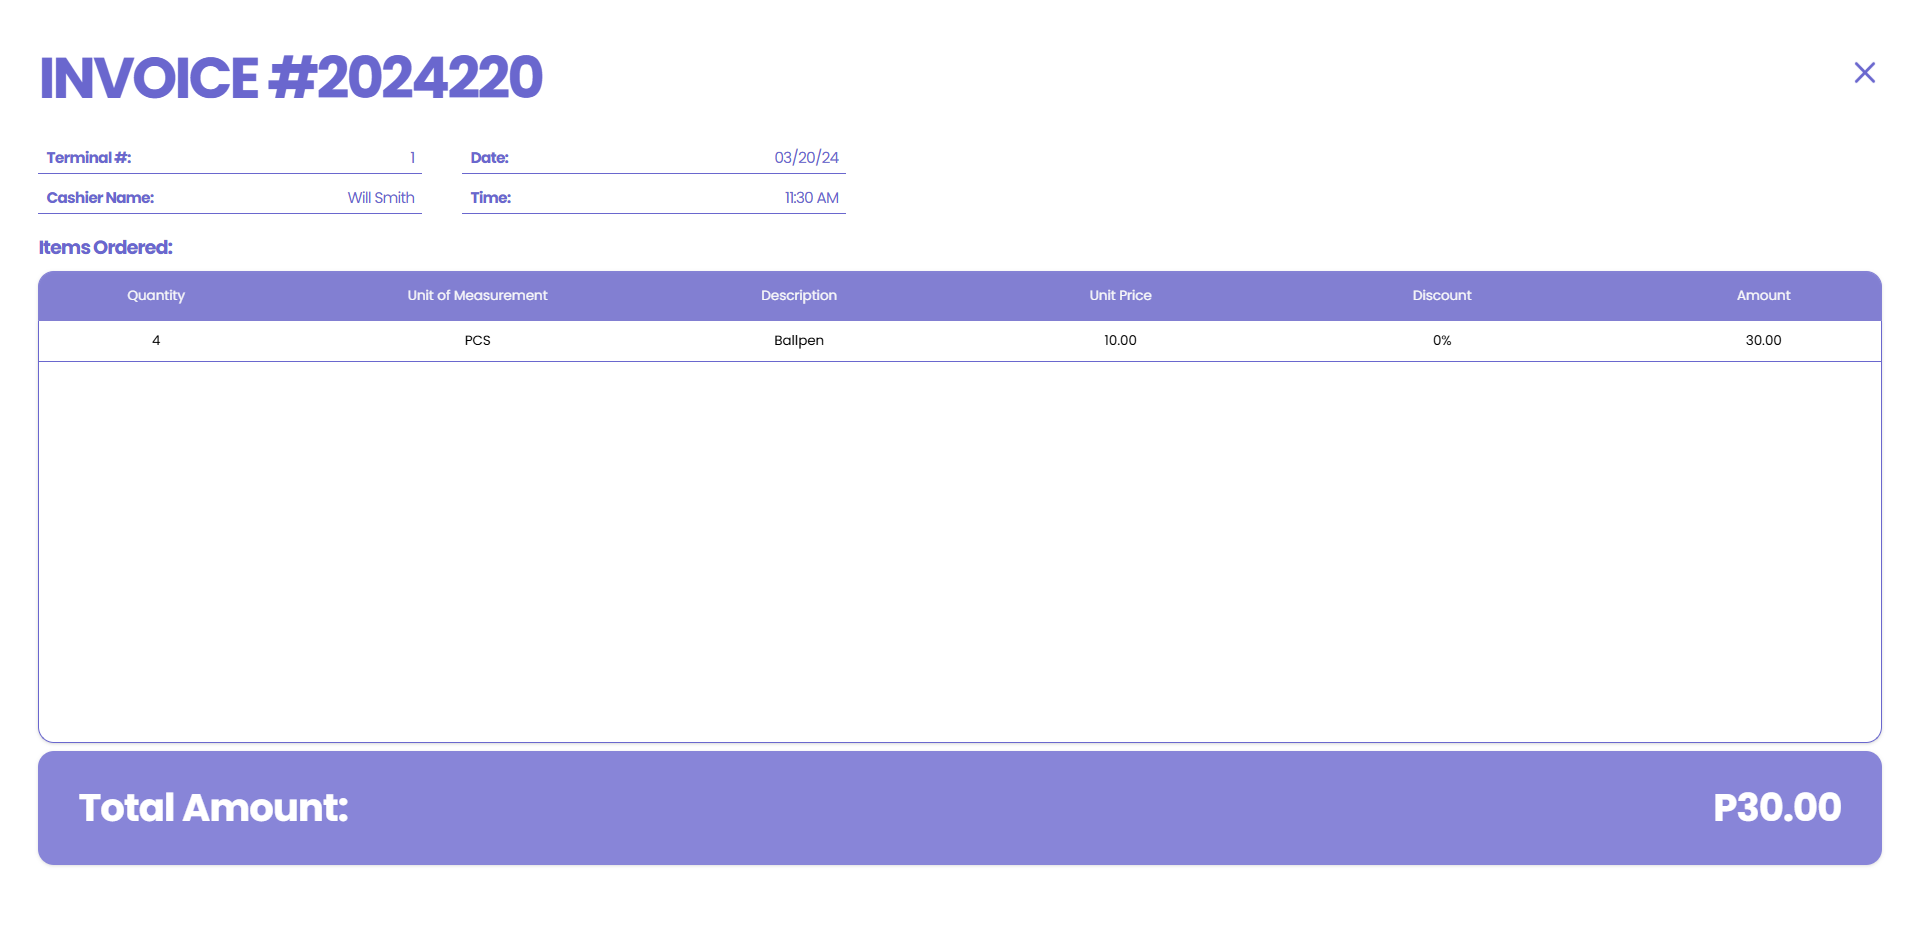 INVOICE #2024220
Terminal #: 1 Date: 03/20/24
Cashier Name: Will Smith Time: 11:30 AM
Items Ordered:
Quantity Unit of Measurement Description Unit Price Discount Amount
4 PCS Ballpen 10.00 0% 30.00
Total Amount: P30.00